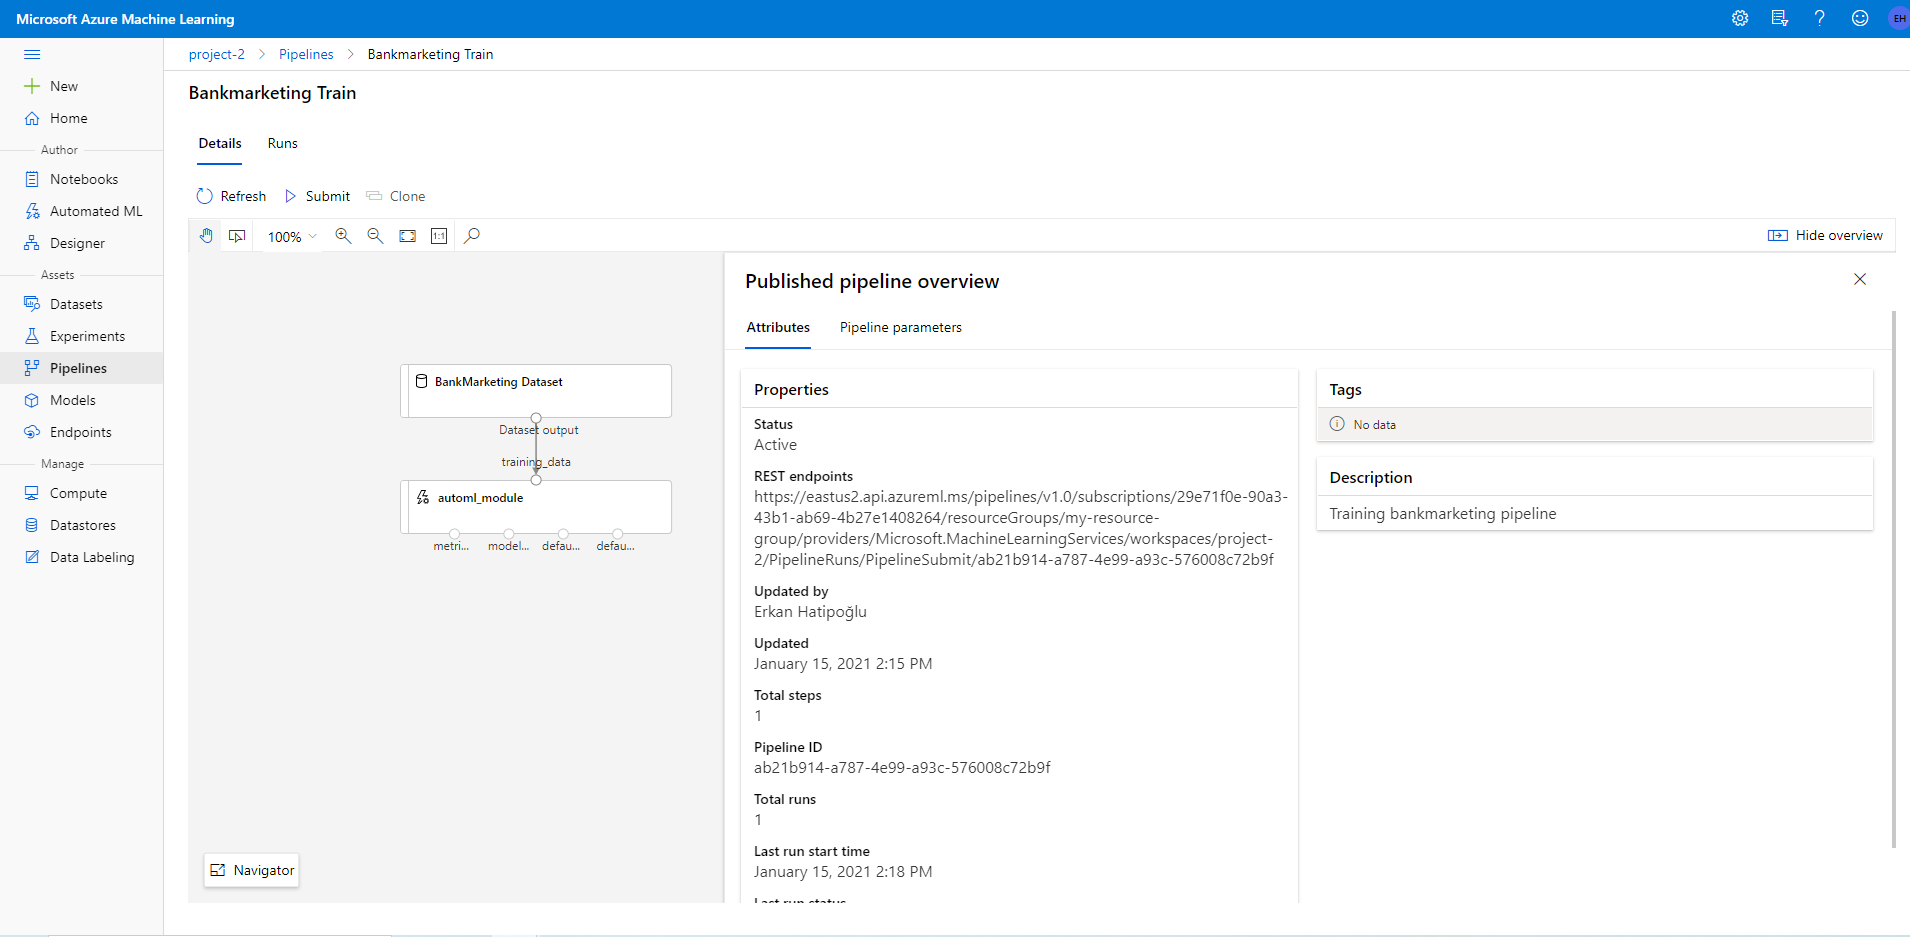 Microsoft Azure Machine Learning
EH
project-2 > Pipelines > Bankmarketing Train
New
Home
Author
Notebooks
Automated ML
Designer
Assets
Datasets
Experiments
Pipelines
Models
Endpoints
Manage
Compute
Datastores
Data Labeling
Bankmarketing Train
Details Runs
Refresh Submit Clone
100% 1:1 Hide overview
BankMarketing Dataset
Dataset output
training_data
automl_module
metri... model... defau... defau...
Navigator
Published pipeline overview
Attributes Pipeline parameters
Properties
Status
Active
REST endpoints
https://eastus2.api.azureml.ms/pipelines/v1.0/subscriptions/29e71f0e-90a3-
43b1-ab69-4b27e1408264/resourceGroups/my-resource-
group/providers/Microsoft.MachineLearningServices/workspaces/project-
2/PipelineRuns/PipelineSubmit/ab21b914-a787-4e99-a93c-576008c72b9f
Updated by
Erkan Hatipoğlu
Updated
January 15, 2021 2:15 PM
Total steps
1
Pipeline ID
ab21b914-a787-4e99-a93c-576008c72b9f
Total runs
1
Last run start time
January 15, 2021 2:18 PM
Last run status
Tags
No data
Description
Training bankmarketing pipeline